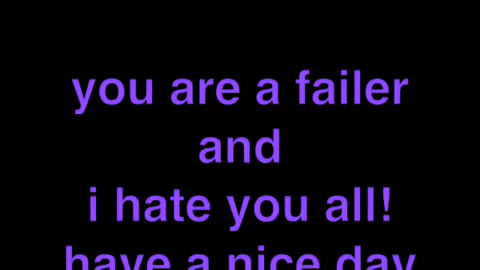 you are a failer
and
i hate you all!
have a nice day